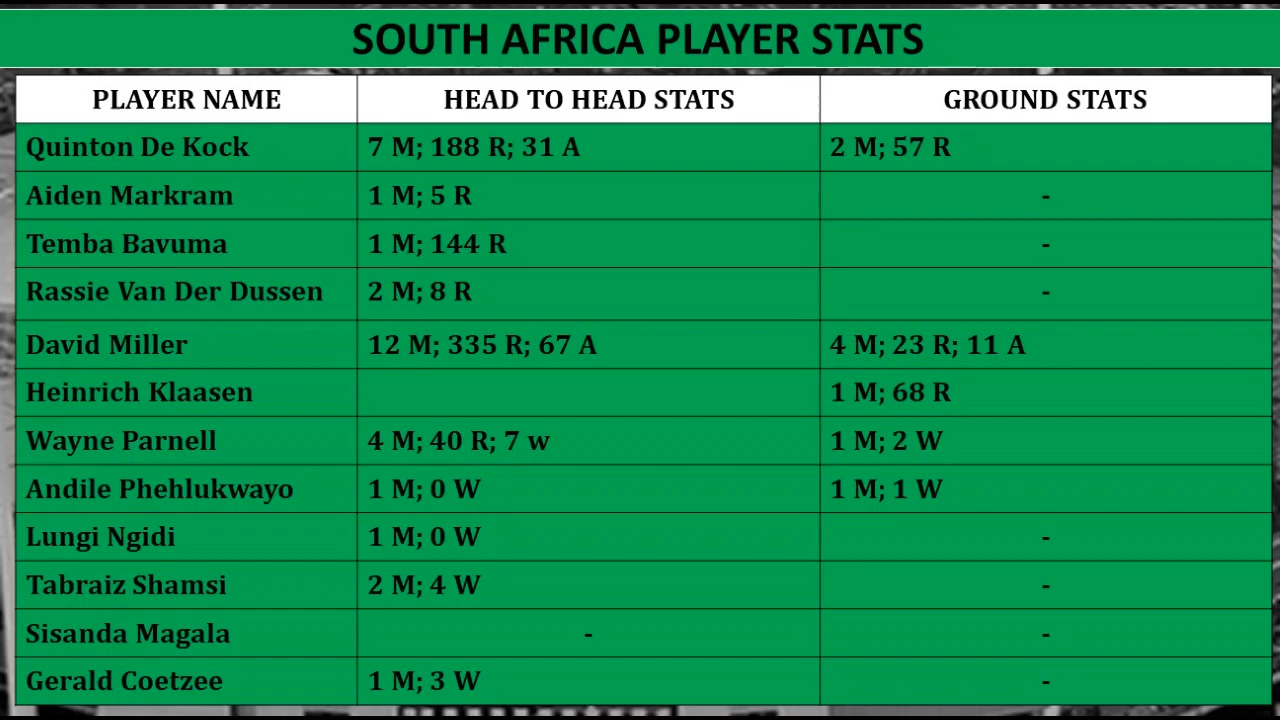 SOUTH AFRICA PLAYER STATS
PLAYER NAME HEAD TO HEAD STATS GROUND STATS
Quinton De Kock 7 M; 188 R; 31 A 2 M; 57 R
Aiden Markram 1 M; 5 R -
Temba Bavuma 1 M; 144 R -
Rassie Van Der Dussen 2 M; 8 R -
David Miller 12 M; 335 R; 67 A 4 M; 23 R; 11 A
Heinrich Klaasen 1 M; 68 R
Wayne Parnell 4 M; 40 R; 7 w 1 M; 2 W
Andile Phehlukwayo 1 M; 0 W 1 M; 1 W
Lungi Ngidi 1 M; 0 W -
Tabraiz Shamsi 2 M; 4 W -
Sisanda Magala - -
Gerald Coetzee 1 M; 3 W -